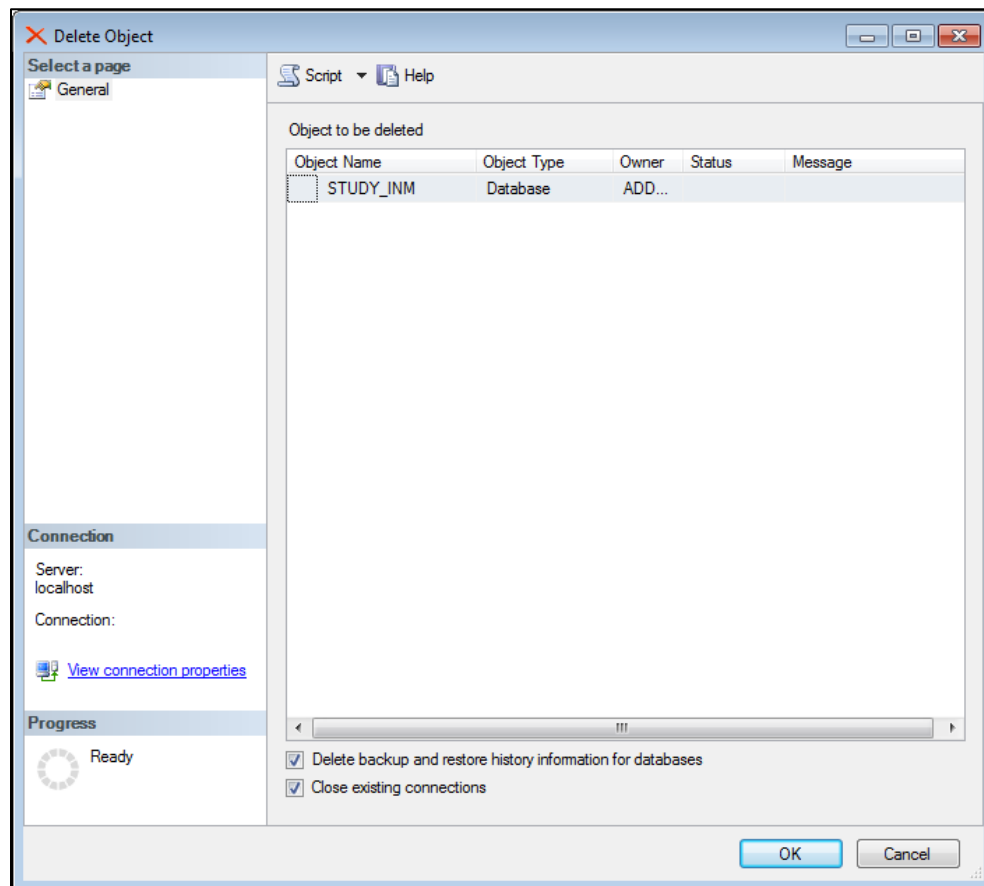 Delete Object
Select a page
General
Script Help
Object to be deleted
Object Name Object Type Owner Status Message
STUDY_INM Database ADD...
Connection
Server:
localhost
Connection:
View connection properties
Progress
Ready
Delete backup and restore history information for databases
Close existing connections
OK Cancel